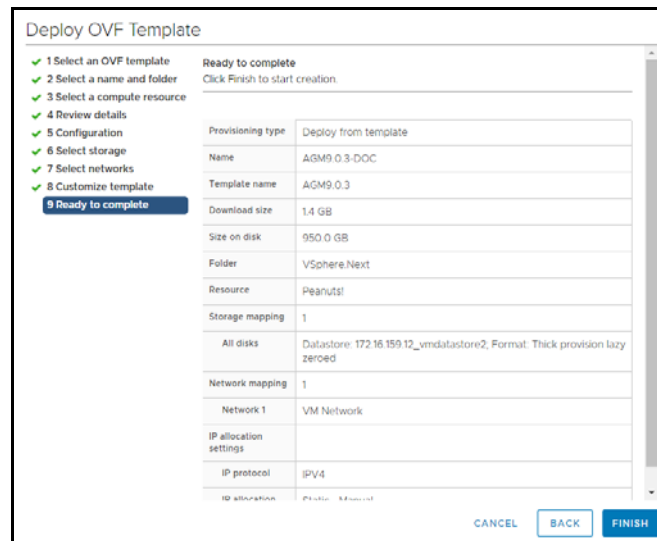 Deploy OVF Template
1 Select an OVF template
2 Select a name and folder
3 Select a compute resource
4 Review details
5 Configuration
6 Select storage
7 Select networks
8 Customize template
9 Ready to complete
Ready to complete
Click Finish to start creation.
Provisioning type Deploy from template
Name AGM9.0.3-DOC
Template name AGM9.0.3
Download size 1.4 GB
Size on disk 950.0 GB
Folder VSphere.Next
Resource Peanuts!
Storage mapping 1
All disks Datastore: 172.16.159.12_vmdatastore2; Format: Thick provision lazy
zeroed
Network mapping 1
Network 1 VM Network
IP allocation
settings
IP protocol IPV4
IP allocation Static - Manual
CANCEL BACK FINISH